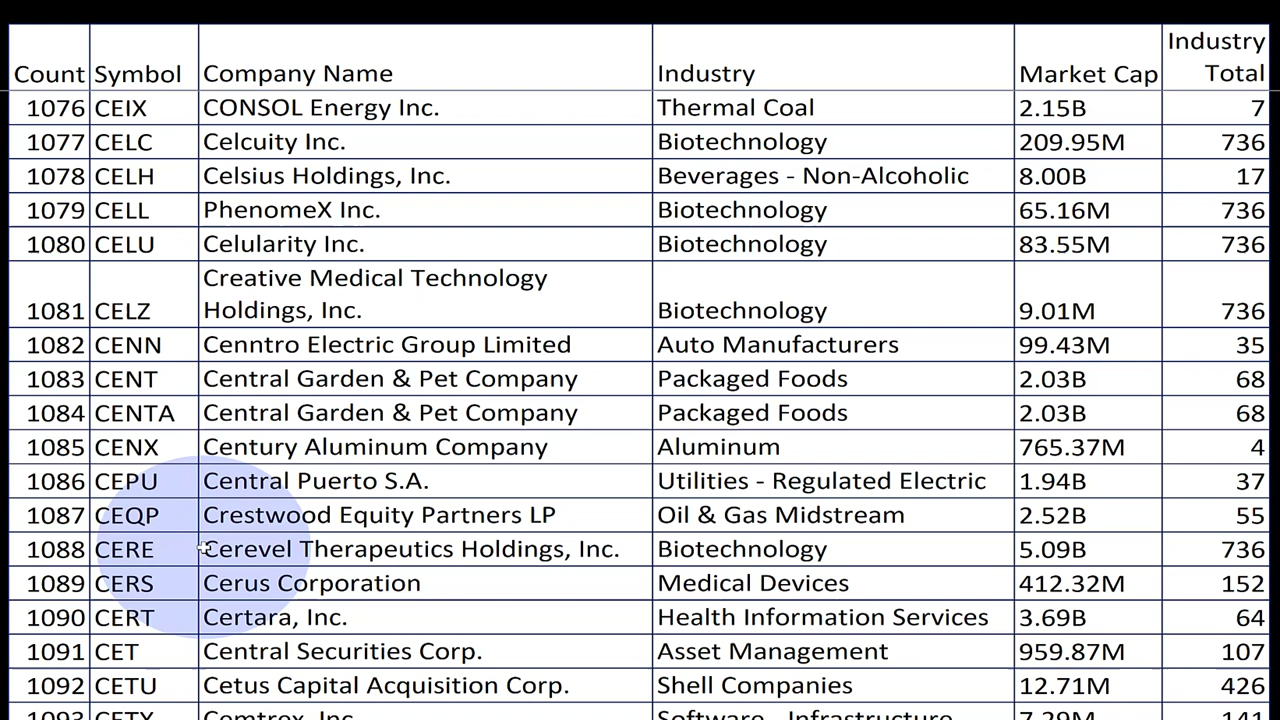 Count Symbol Company Name Industry Market Cap Industry Total
1076 CEIX CONSOL Energy Inc. Thermal Coal 2.15B 7
1077 CELC Celcuity Inc. Biotechnology 209.95M 736
1078 CELH Celsius Holdings, Inc. Beverages - Non-Alcoholic 8.00B 17
1079 CELL PhenomeX Inc. Biotechnology 65.16M 736
1080 CELU Celularity Inc. Biotechnology 83.55M 736
1081 CELZ Creative Medical Technology Holdings, Inc. Biotechnology 9.01M 736
1082 CENN Cenntro Electric Group Limited Auto Manufacturers 99.43M 35
1083 CENT Central Garden & Pet Company Packaged Foods 2.03B 68
1084 CENTA Central Garden & Pet Company Packaged Foods 2.03B 68
1085 CENX Century Aluminum Company Aluminum 765.37M 4
1086 CEPU Central Puerto S.A. Utilities - Regulated Electric 1.94B 37
1087 CEQP Crestwood Equity Partners LP Oil & Gas Midstream 2.52B 55
1088 CERE Cerevel Therapeutics Holdings, Inc. Biotechnology 5.09B 736
1089 CERS Cerus Corporation Medical Devices 412.32M 152
1090 CERT Certara, Inc. Health Information Services 3.69B 64
1091 CET Central Securities Corp. Asset Management 959.87M 107
1092 CETU Cetus Capital Acquisition Corp. Shell Companies 12.71M 426
1093 CETX Cemtrex, Inc. Software - Infrastructure 7.29M 141